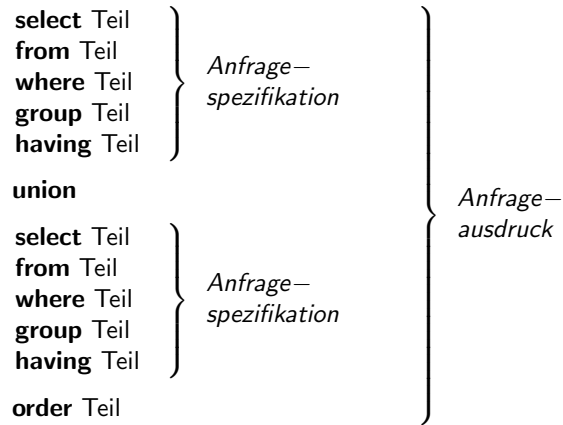 select Teil
from Teil
where Teil
group Teil
having Teil
Anfrage–
spezifikation
union
select Teil
from Teil
where Teil
group Teil
having Teil
Anfrage–
spezifikation
order Teil
Anfrage–
ausdruck